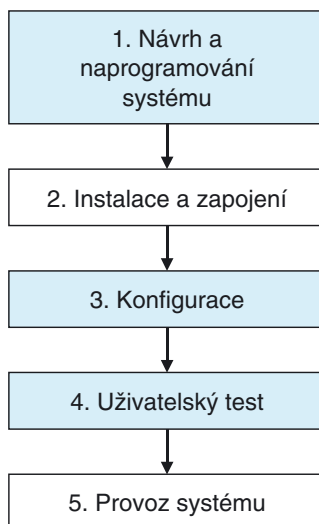 1. Návrh a
naprogramování
systému
2. Instalace a zapojení
3. Konfigurace
4. Uživatelský test
5. Provoz systému